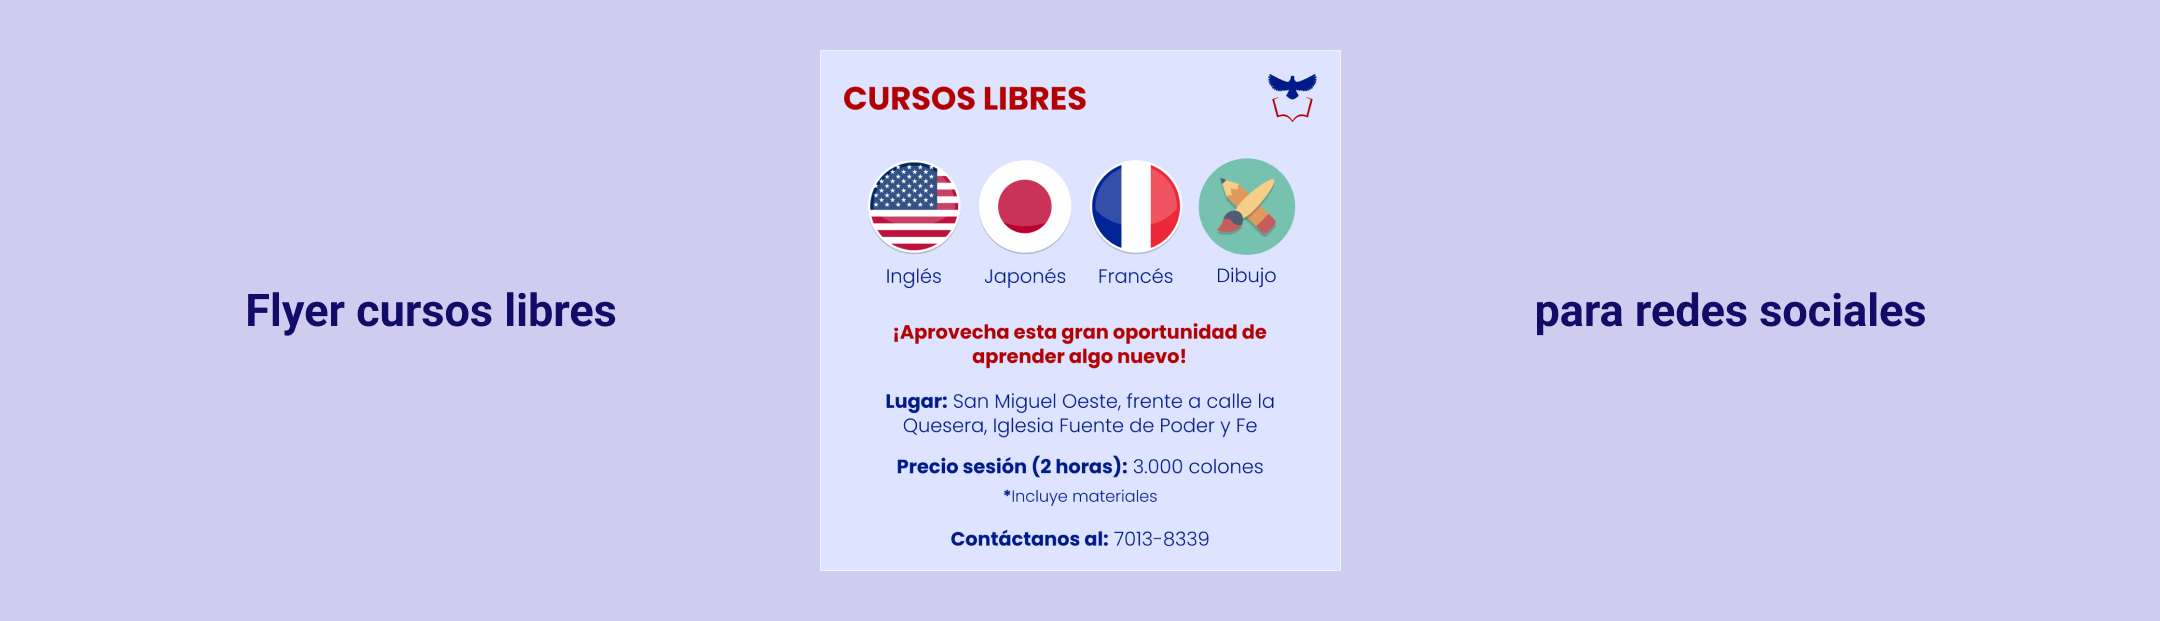 Flyer cursos libres
CURSOS LIBRES
Inglés
Japonés
Francés
Dibujo
¡Aprovecha esta gran oportunidad de
aprender algo nuevo!
Lugar: San Miguel Oeste, frente a calle la
Quesera, Iglesia Fuente de Poder y Fe
Precio sesión (2 horas): 3.000 colones
*Incluye materiales
Contáctanos al: 7013-8339
para redes sociales